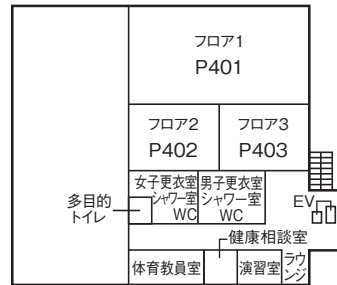 フロア1
P401
フロア2
P402
フロア3
P403
女子更衣室
シャワー室
WC
男子更衣室
シャワー室
WC
多目的
トイレ
EV
健康相談室
体育教員室
演習室
ラウ
ンジ